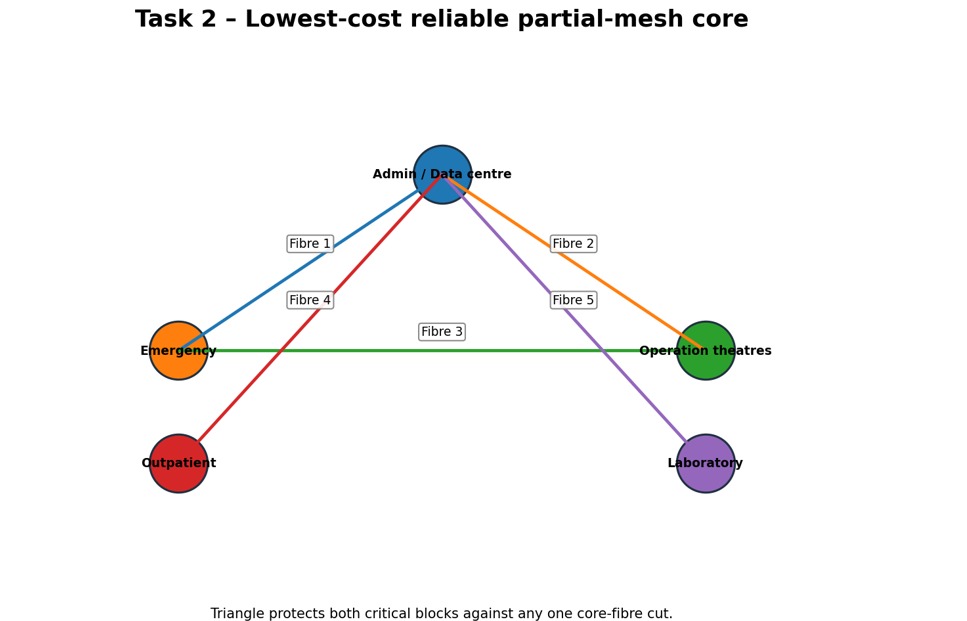 Task 2 – Lowest-cost reliable partial-mesh core
Admin / Data centre
Fibre 1
Fibre 2
Fibre 4
Fibre 5
Fibre 3
Emergency
Operation theatres
Outpatient
Laboratory
Triangle protects both critical blocks against any one core-fibre cut.